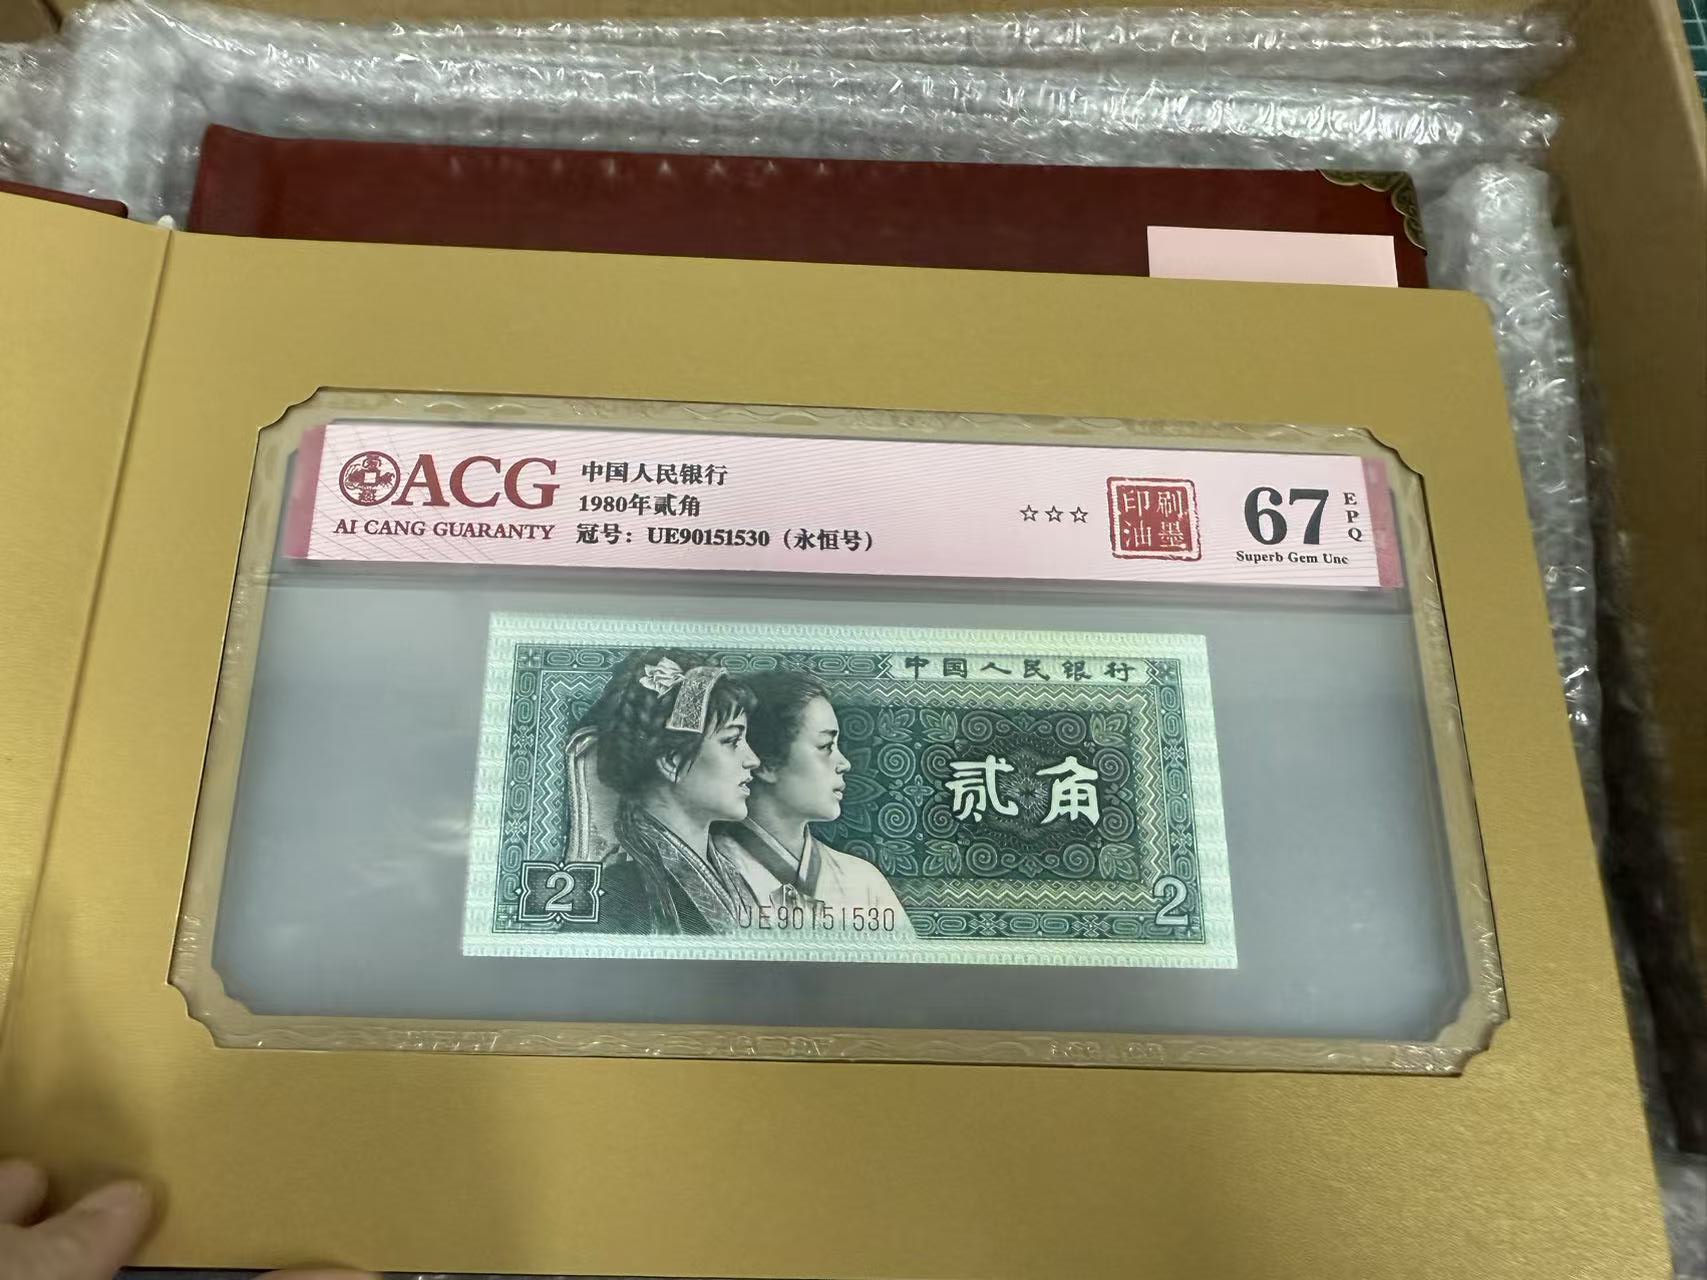 ACG
AI CANG GUARANTY
中国人民银行
1980年贰角
冠号：UE90151530（永恒号）
☆☆☆
印刷
油墨
67
EPQ
Superb Gem Unc
中国人民银行
贰角
2
UE90151530
2